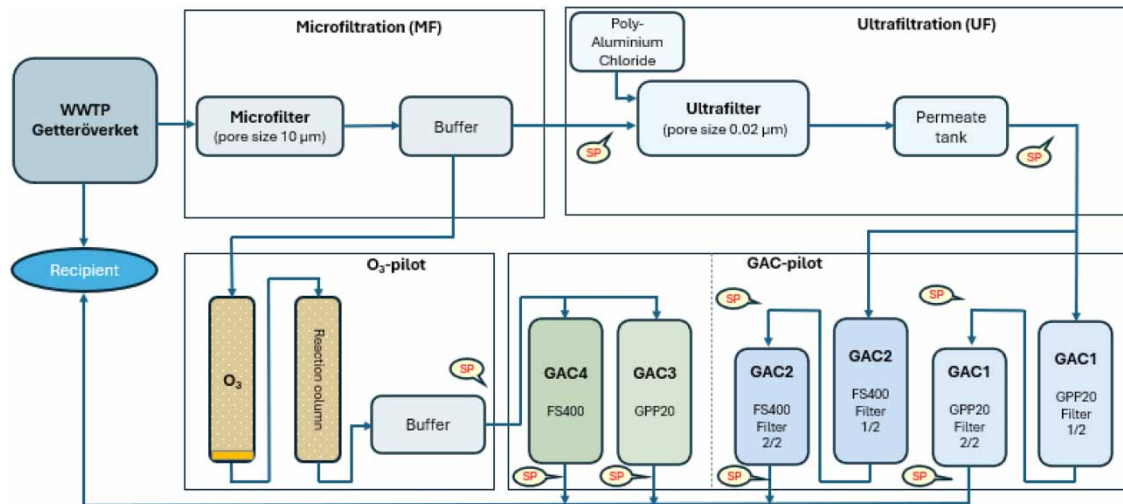 Microfiltration (MF)
Ultrafiltration (UF)
Poly-
Aluminium
Chloride
WWTP
Getteröverket
Microfilter
(pore size 10 µm)
Buffer
SP
Ultrafilter
(pore size 0.02 µm)
Permeate
tank
SP
Recipient
O₃-pilot
GAC-pilot
O₃
Reaction column
SP
Buffer
GAC4
FS400
SP
GAC3
GPP20
SP
SP
GAC2
FS400
Filter
2/2
SP
GAC2
FS400
Filter
1/2
SP
GAC1
GPP20
Filter
2/2
SP
GAC1
GPP20
Filter
1/2